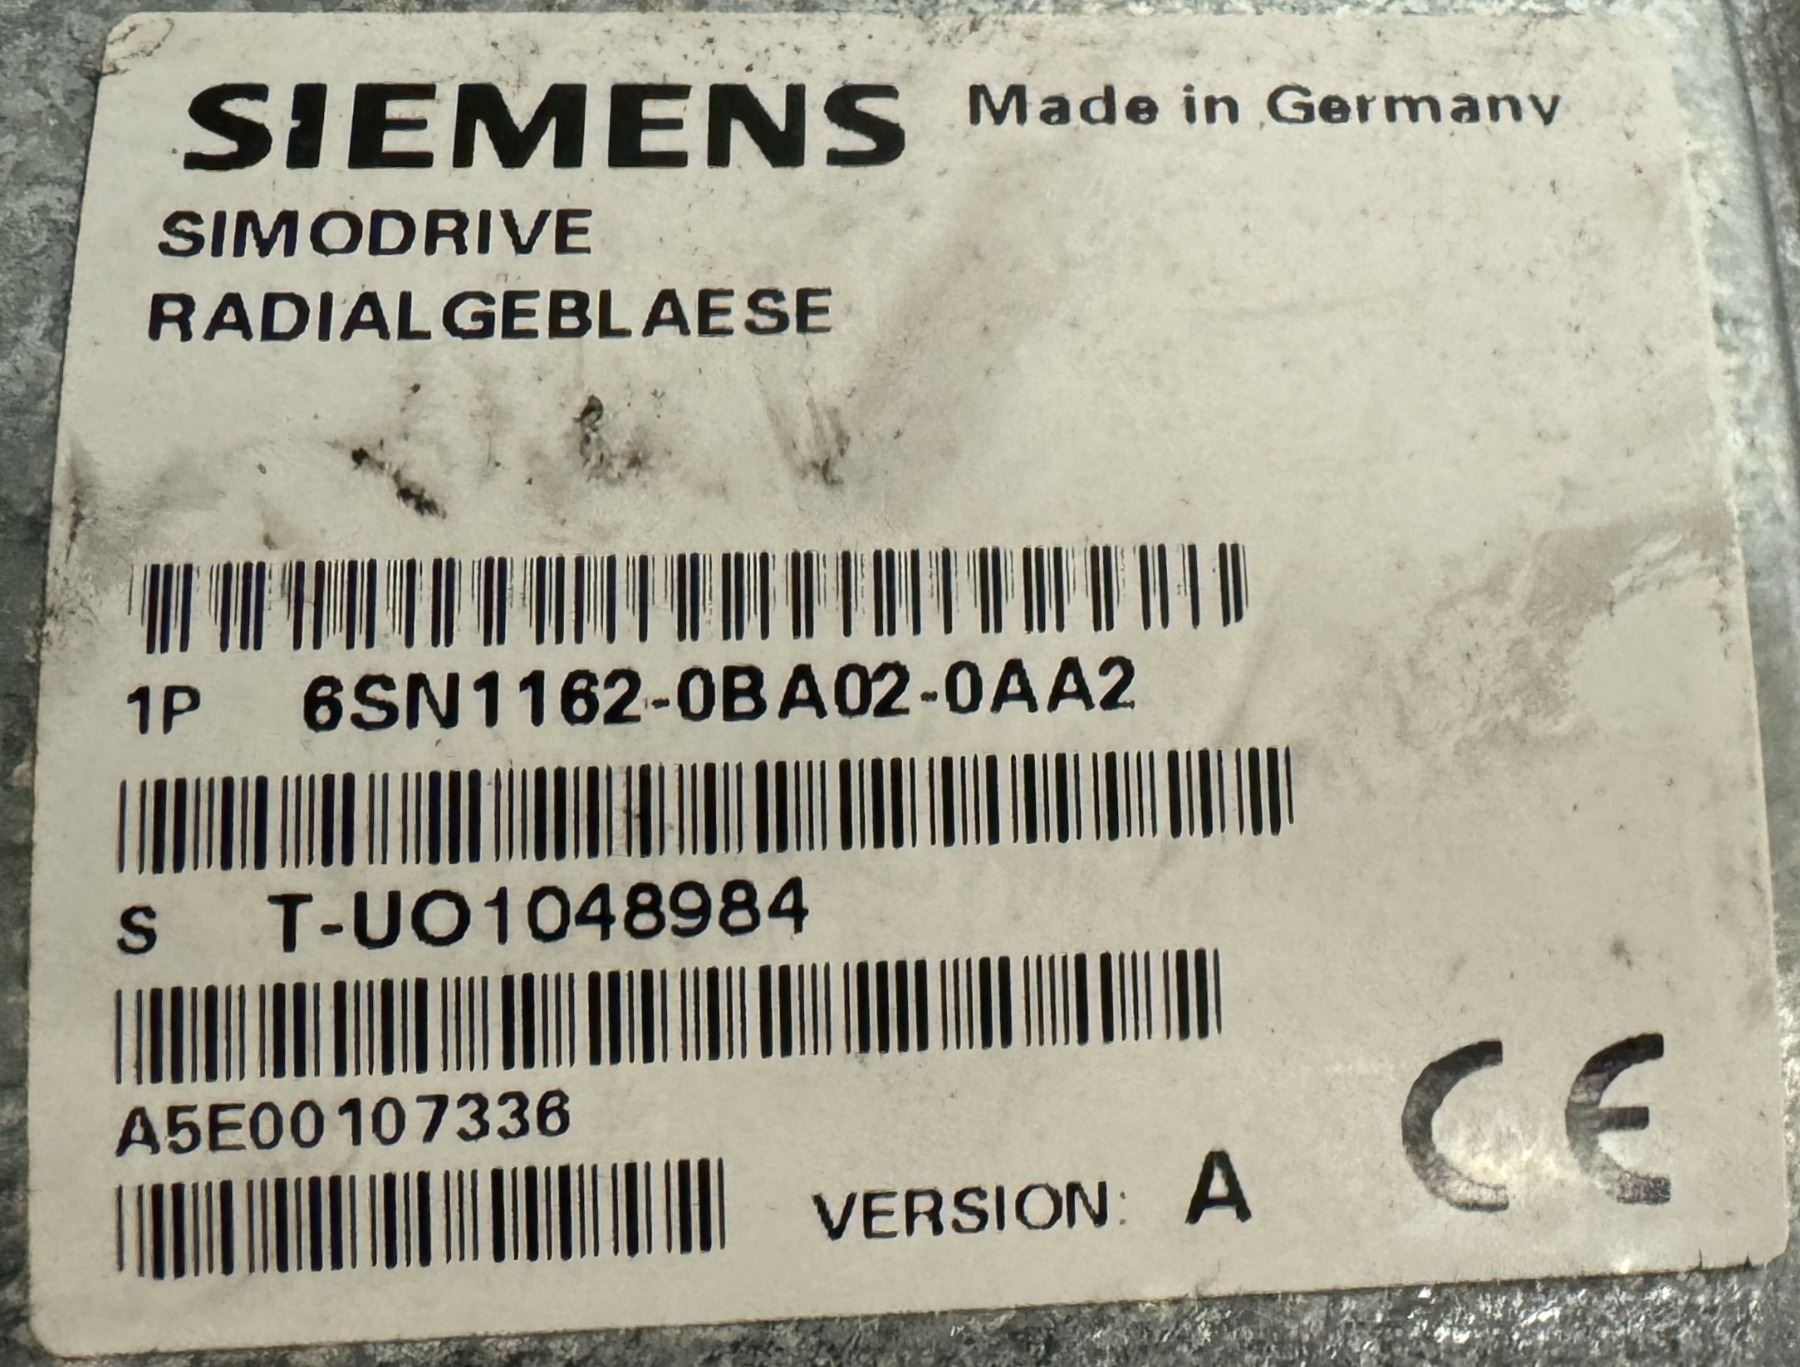 SIEMENS Made in Germany
SIMODRIVE
RADIALGEBLAESE
1P 6SN1162-0BA02-0AA2
S T-UO1048984
A5E00107336
VERSION: A
CE